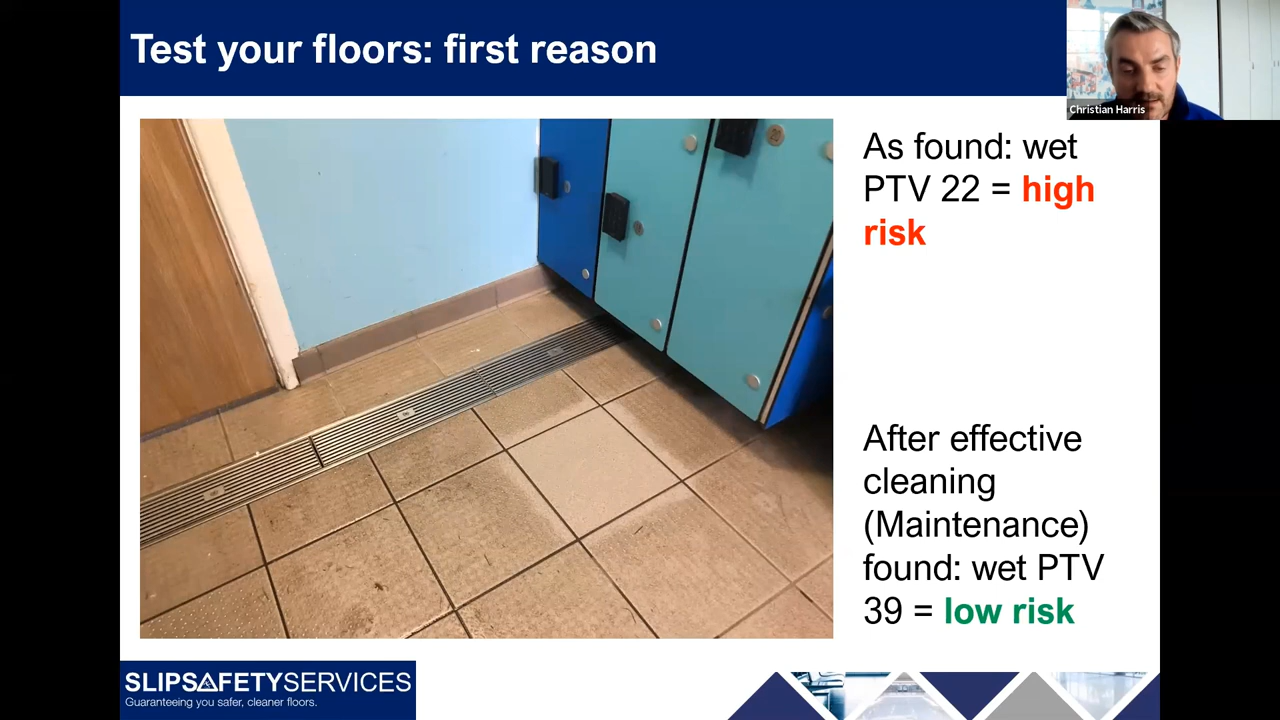 Test your floors: first reason
Christian Harris
As found: wet
PTV 22 = high
risk
After effective
cleaning
(Maintenance)
found: wet PTV
39 = low risk
SLIPSAFETYSERVICES
Guaranteeing you safer, cleaner floors.